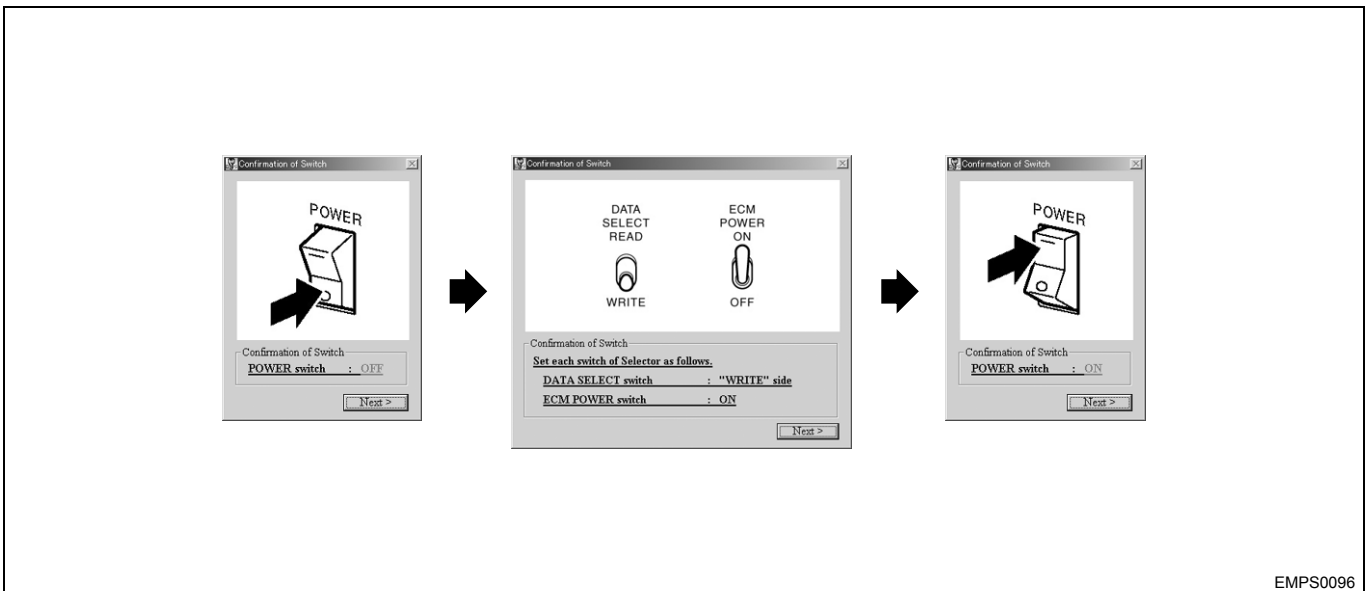 Confirmation of Switch
POWER
Confirmation of Switch
POWER switch : OFF
Next >
Confirmation of Switch
DATA
SELECT
READ
WRITE
ECM
POWER
ON
OFF
Confirmation of Switch
Set each switch of Selector as follows.
DATA SELECT switch : "WRITE" side
ECM POWER switch : ON
Next >
Confirmation of Switch
POWER
Confirmation of Switch
POWER switch : ON
Next >
EMPS0096